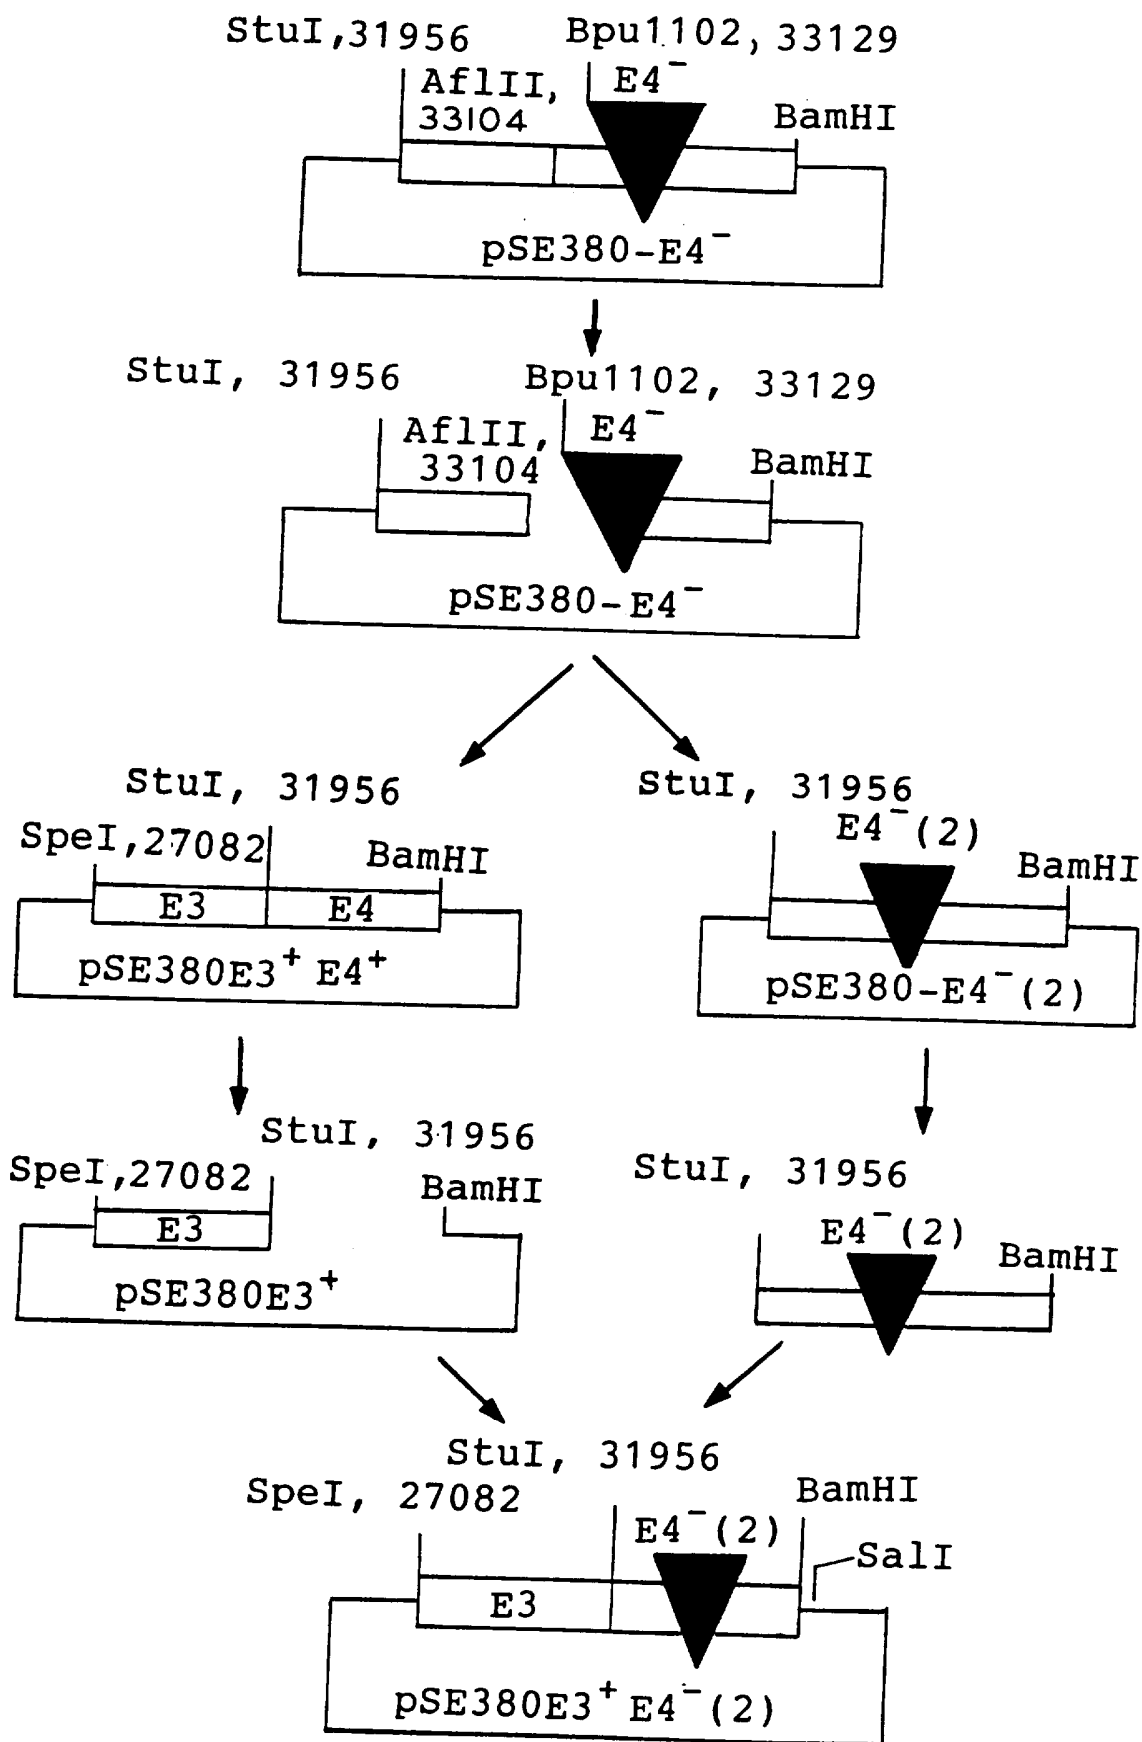 StuI,31956
Bpu1102, 33129
AflII,
33104
E4⁻
BamHI
pSE380-E4⁻
StuI, 31956
Bpu1102, 33129
AflII,
33104
E4⁻
BamHI
pSE380-E4⁻
StuI, 31956
SpeI,27082
BamHI
E3
E4
pSE380E3⁺ E4⁺
StuI, 31956
E4⁻(2)
BamHI
pSE380-E4⁻(2)
StuI, 31956
SpeI,27082
BamHI
E3
pSE380E3⁺
StuI, 31956
E4⁻(2)
BamHI
StuI, 31956
SpeI, 27082
BamHI
E4⁻(2)
SalI
E3
pSE380E3⁺E4⁻(2)